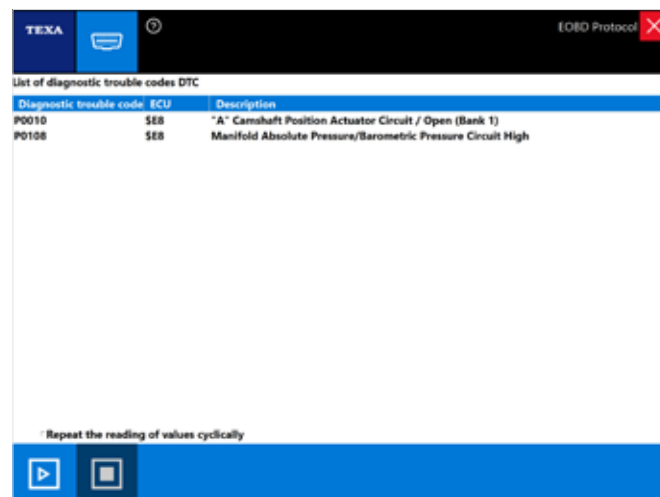 TEXA
?
EOBD Protocol
List of diagnostic trouble codes DTC
Diagnostic trouble code ECU Description
P0010 $E8 "A" Camshaft Position Actuator Circuit / Open (Bank 1)
P0108 $E8 Manifold Absolute Pressure/Barometric Pressure Circuit High
Repeat the reading of values cyclically